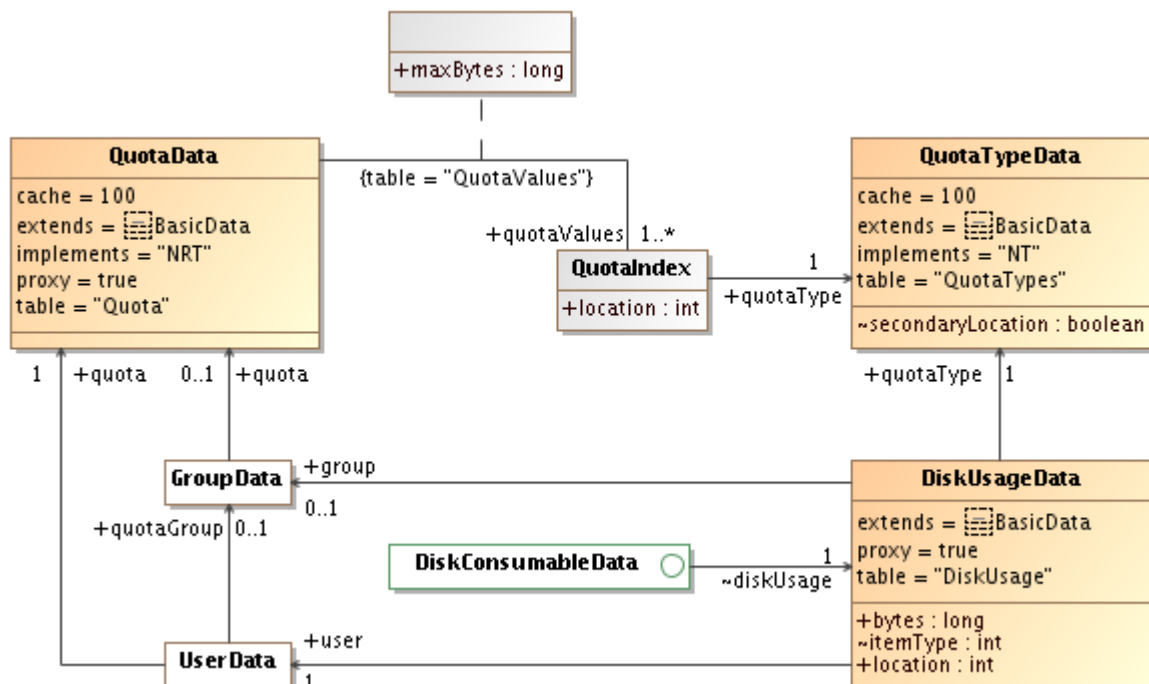 +maxBytes : long
QuotaData
cache = 100
extends = BasicData
implements = "NRT"
proxy = true
table = "Quota"
{table = "QuotaValues"}
+quotaValues 1..*
QuotaIndex
+location : int
1
+quotaType
QuotaTypeData
cache = 100
extends = BasicData
implements = "NT"
table = "QuotaTypes"
~secondaryLocation : boolean
1 +quota
0..1 +quota
+quotaType 1
GroupData
+group
0..1
+quotaGroup 0..1
DiskConsumableData
1
~diskUsage
DiskUsageData
extends = BasicData
proxy = true
table = "DiskUsage"
+bytes : long
~itemType : int
+location : int
UserData
+user
1